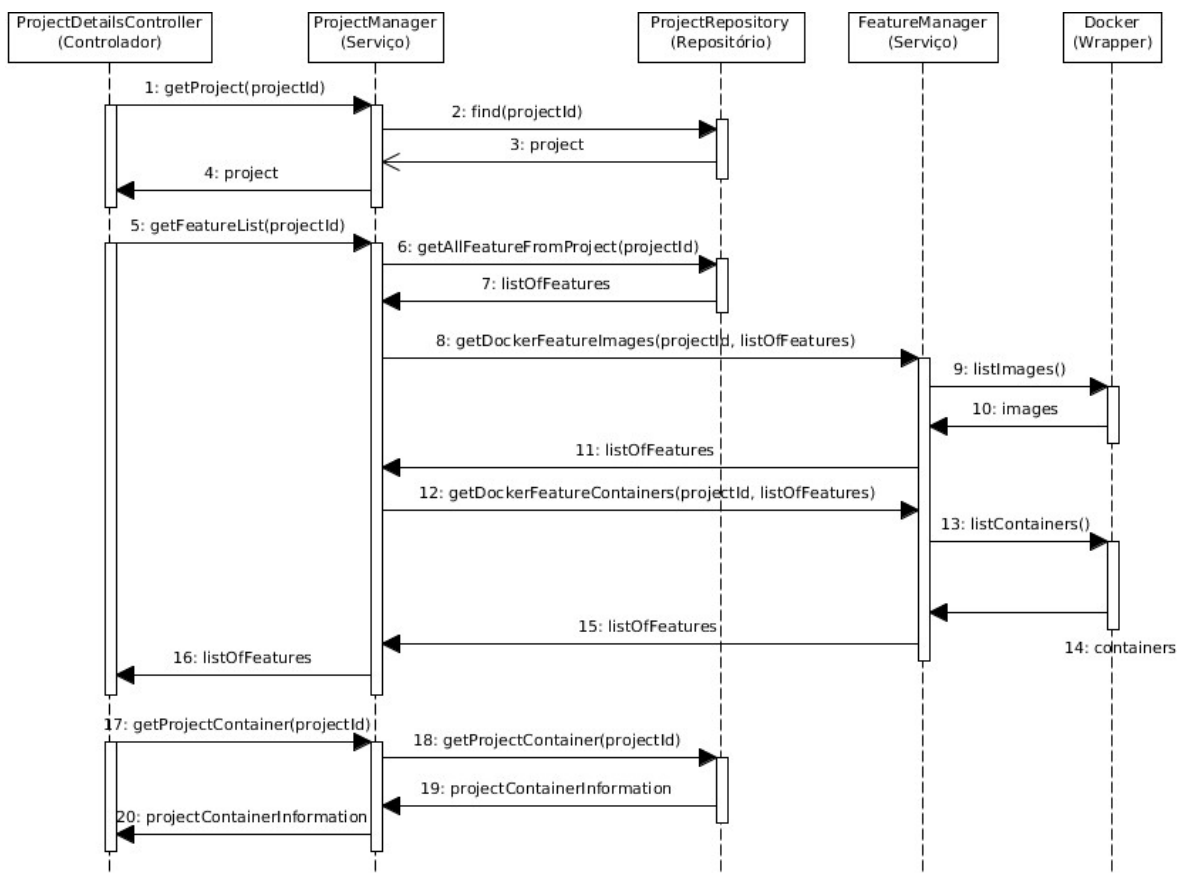 ProjectDetailsController
(Controlador)
ProjectManager
(Serviço)
ProjectRepository
(Repositório)
FeatureManager
(Serviço)
Docker
(Wrapper)
1: getProject(projectId)
2: find(projectId)
3: project
4: project
5: getFeatureList(projectId)
6: getAllFeatureFromProject(projectId)
7: listOfFeatures
8: getDockerFeatureImages(projectId, listOfFeatures)
9: listImages()
10: images
11: listOfFeatures
12: getDockerFeatureContainers(projectId, listOfFeatures)
13: listContainers()
15: listOfFeatures
14: containers
16: listOfFeatures
17: getProjectContainer(projectId)
18: getProjectContainer(projectId)
19: projectContainerInformation
20: projectContainerInformation